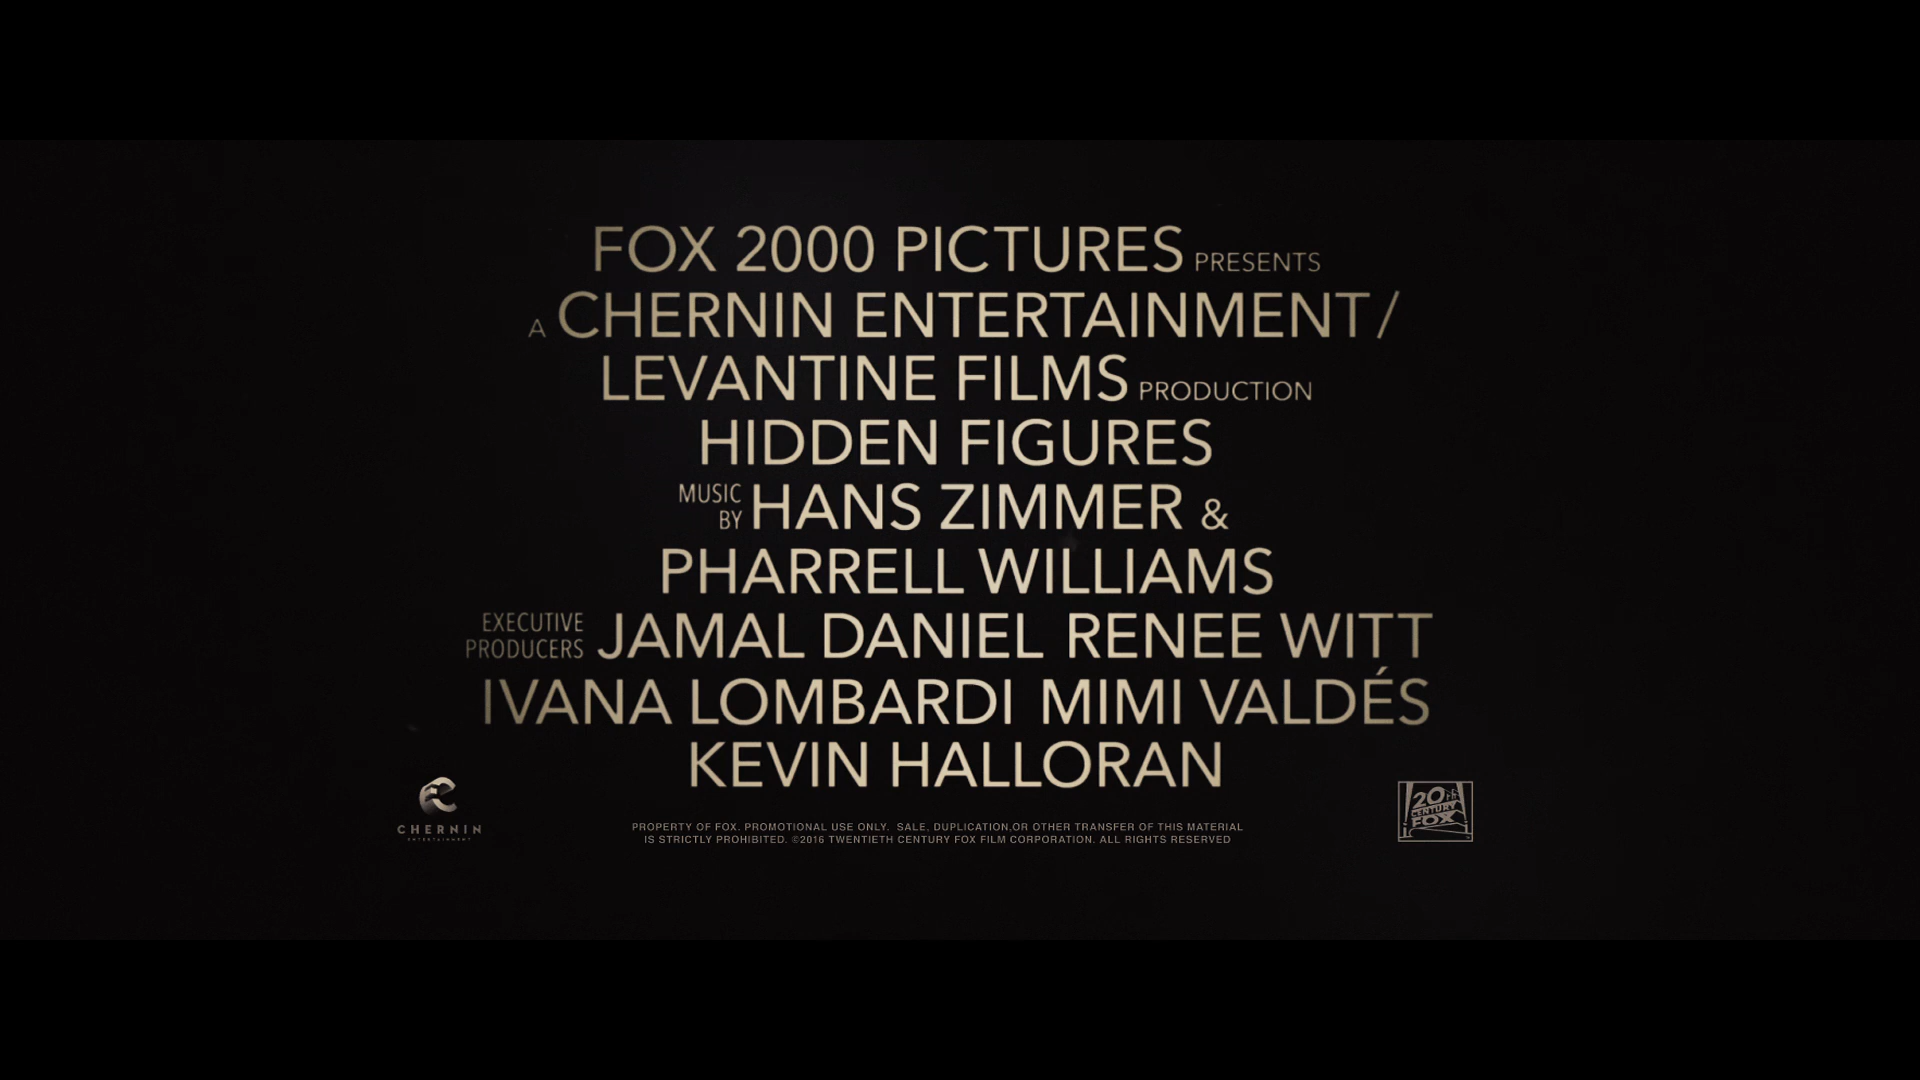 FOX 2000 PICTURES PRESENTS
A CHERNIN ENTERTAINMENT /
LEVANTINE FILMS PRODUCTION
HIDDEN FIGURES
MUSIC BY HANS ZIMMER &
PHARRELL WILLIAMS
EXECUTIVE PRODUCERS JAMAL DANIEL RENEE WITT
IVANA LOMBARDI MIMI VALDÉS
KEVIN HALLORAN
CHERNIN
ENTERTAINMENT
PROPERTY OF FOX. PROMOTIONAL USE ONLY. SALE, DUPLICATION,OR OTHER TRANSFER OF THIS MATERIAL
IS STRICTLY PROHIBITED. ©2016 TWENTIETH CENTURY FOX FILM CORPORATION. ALL RIGHTS RESERVED
20th
CENTURY
FOX